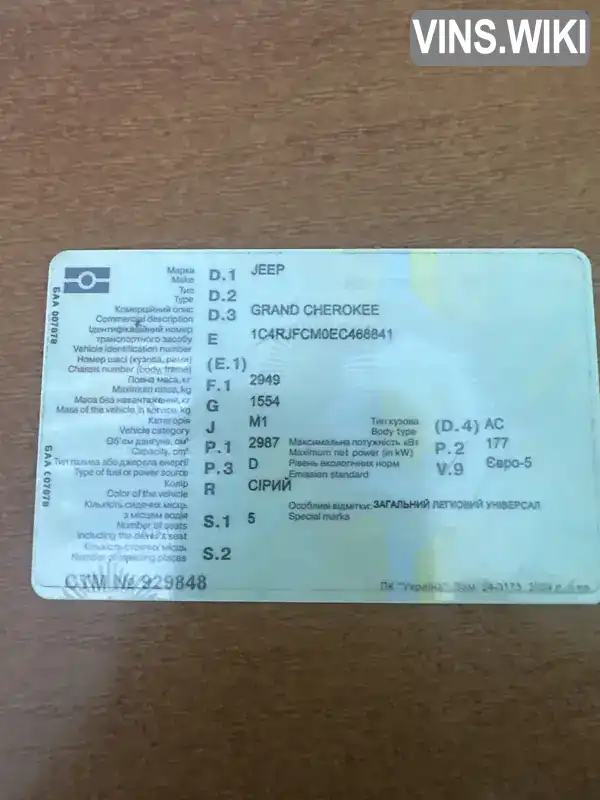 VINS.WIKI
Марка D.1 JEEP
Make
Тип D.2
Type
Комерційний опис D.3 GRAND CHEROKEE
Commercial description
Ідентифікаційний номер E 1C4RJFCM0EC468841
транспортного засобу
Vehicle identification number
Номер шасі (кузова, рами) (E.1)
Chassis number (body, frame)
Повна маса, кг F.1 2949
Maximum mass, kg
Маса без навантаження, кг G 1554
Mass of the vehicle in service, kg
Категорія J M1 Тип кузова (D.4) AC
Vehicle category Body type
Об'єм двигуна, см³ P.1 2987 Максимальна потужність кВт P.2 177
Capacity, cm³ Maximum net power (in kW)
Тип палива або джерела енергії P.3 D Рівень екологічних норм V.9 Євро-5
Type of fuel or power source Emission standard
Колір R СІРИЙ
Color of the vehicle
Кількість сидячих місць S.1 5 Особливі відмітки: ЗАГАЛЬНИЙ ЛЕГКОВИЙ УНІВЕРСАЛ
з місцем водія Special marks
Number of seats
including the driver's seat
Кількість стоячих місць S.2
Number of standing places
СТМ № 929848
ПК "Україна"
БАА 007878
БАА 007878